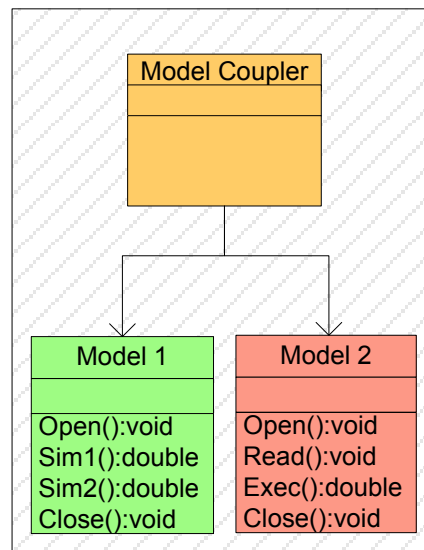 Model Coupler
Model 1
Open():void
Sim1():double
Sim2():double
Close():void
Model 2
Open():void
Read():void
Exec():double
Close():void